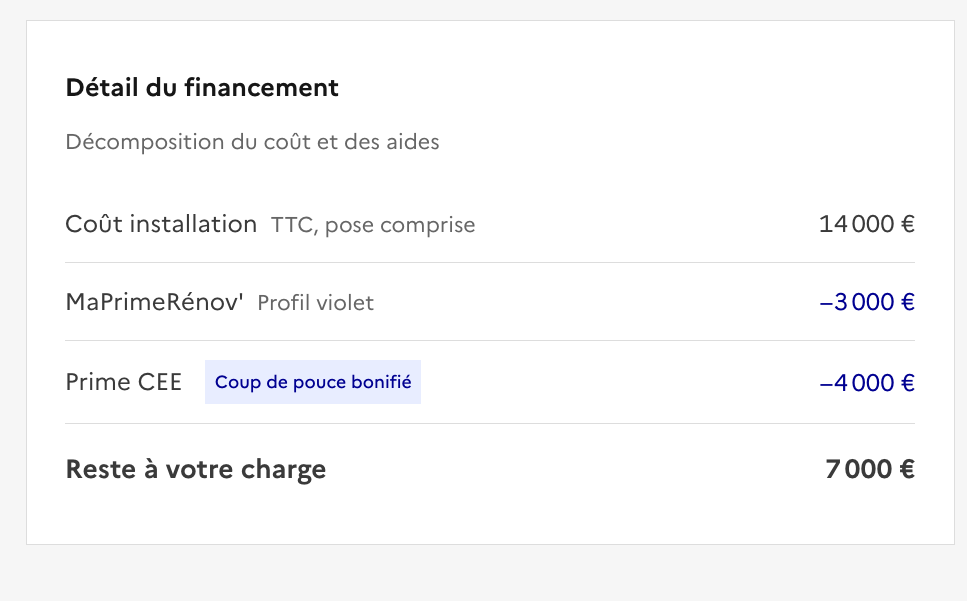 Détail du financement
Décomposition du coût et des aides
Coût installation TTC, pose comprise 14 000 €
MaPrimeRénov' Profil violet –3 000 €
Prime CEE Coup de pouce bonifié –4 000 €
Reste à votre charge 7 000 €